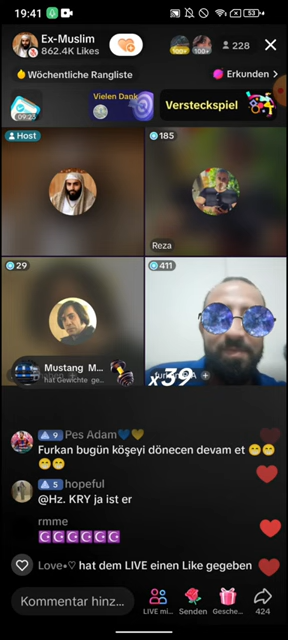 19:41
53
Ex-Muslim
862.4K Likes
100+
100+
228
Wöchentliche Rangliste
Erkunden >
09:23
Vielen Dank
Versteckspiel
Host
185
Reza
29
411
Mustang M...
hat Gewichte ge...
x39
9 Pes Adam💙💛
Furkan bugün köşeyi dönecen devam et 😁😁
😁😁
5 hopeful
@Hz. KRY ja ist er
rmme
☪️☪️☪️☪️☪️☪️
Love•♡ hat dem LIVE einen Like gegeben
Kommentar hinz...
LIVE mi...
Senden
Gesche...
424